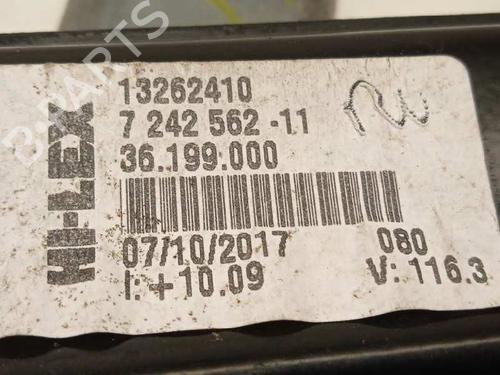 HI-LEX
13262410
7 242 562 -11
36.199.000
07/10/2017 080
I: +10.09 V: 116.3
B-PARTS